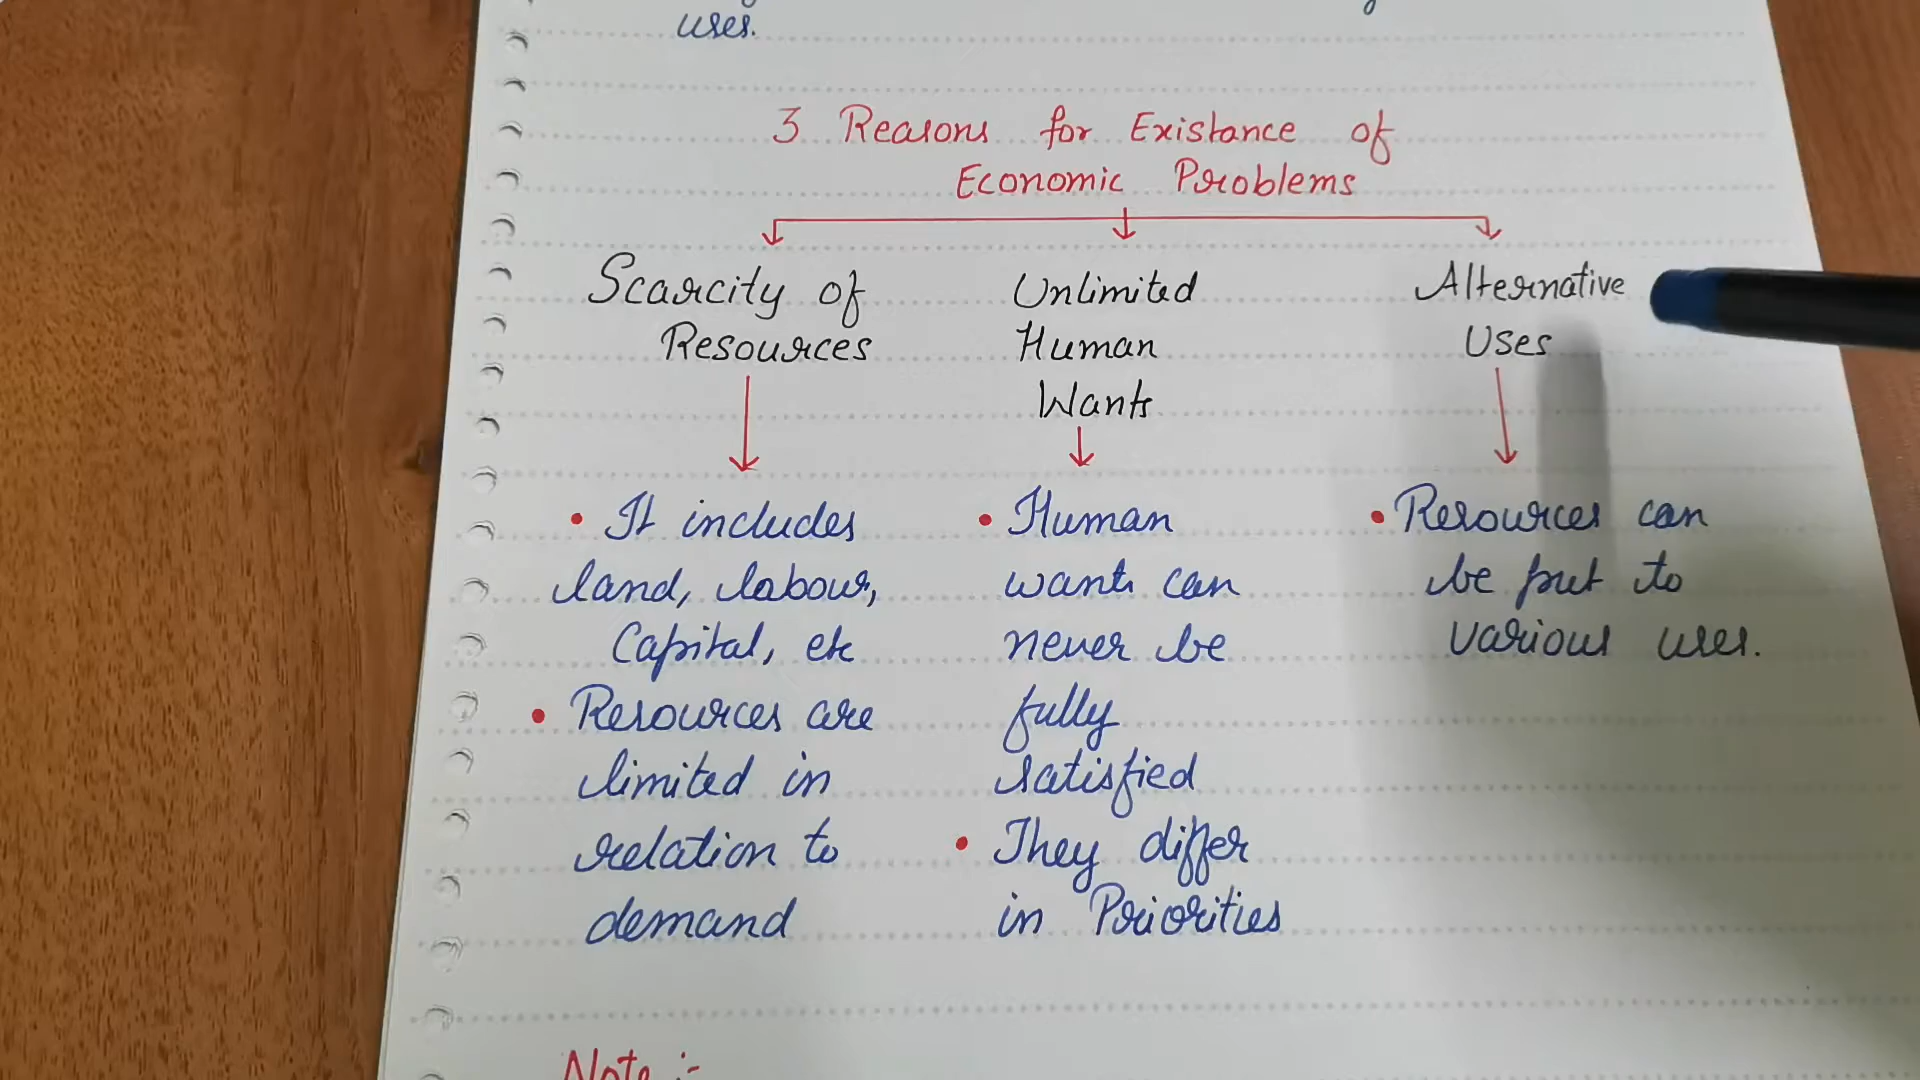 uses.
3 Reasons for Existance of
Economic Problems
Scarcity of
Resources
Unlimited
Human
Wants
Alternative
Uses
• It includes
land, labour,
Capital, etc
• Resources are
limited in
relation to
demand
• Human
wants can
never be
fully
satisfied
• They differ
in Priorities
• Resources can
be put to
various uses.
Note :-